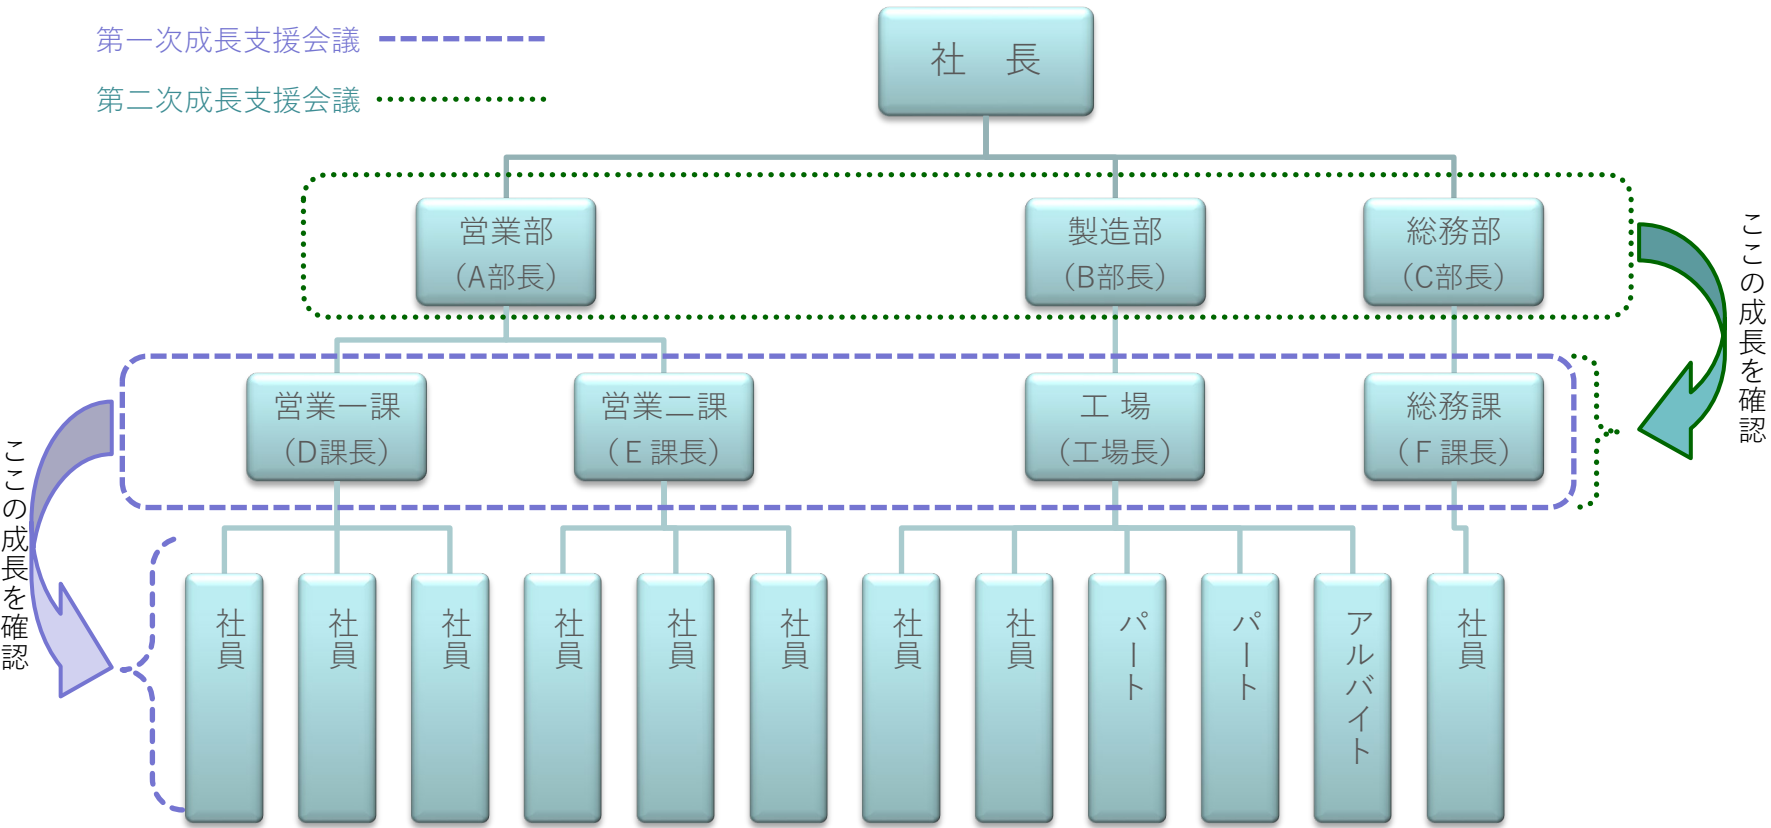 第一次成長支援会議
第二次成長支援会議
社　長
営業部
（A部長）
製造部
（B部長）
総務部
（C部長）
ここの成長を確認
営業一課
（D課長）
営業二課
（E課長）
工場
（工場長）
総務課
（F課長）
ここの成長を確認
社員
社員
社員
社員
社員
社員
社員
社員
パート
パート
アルバイト
社員